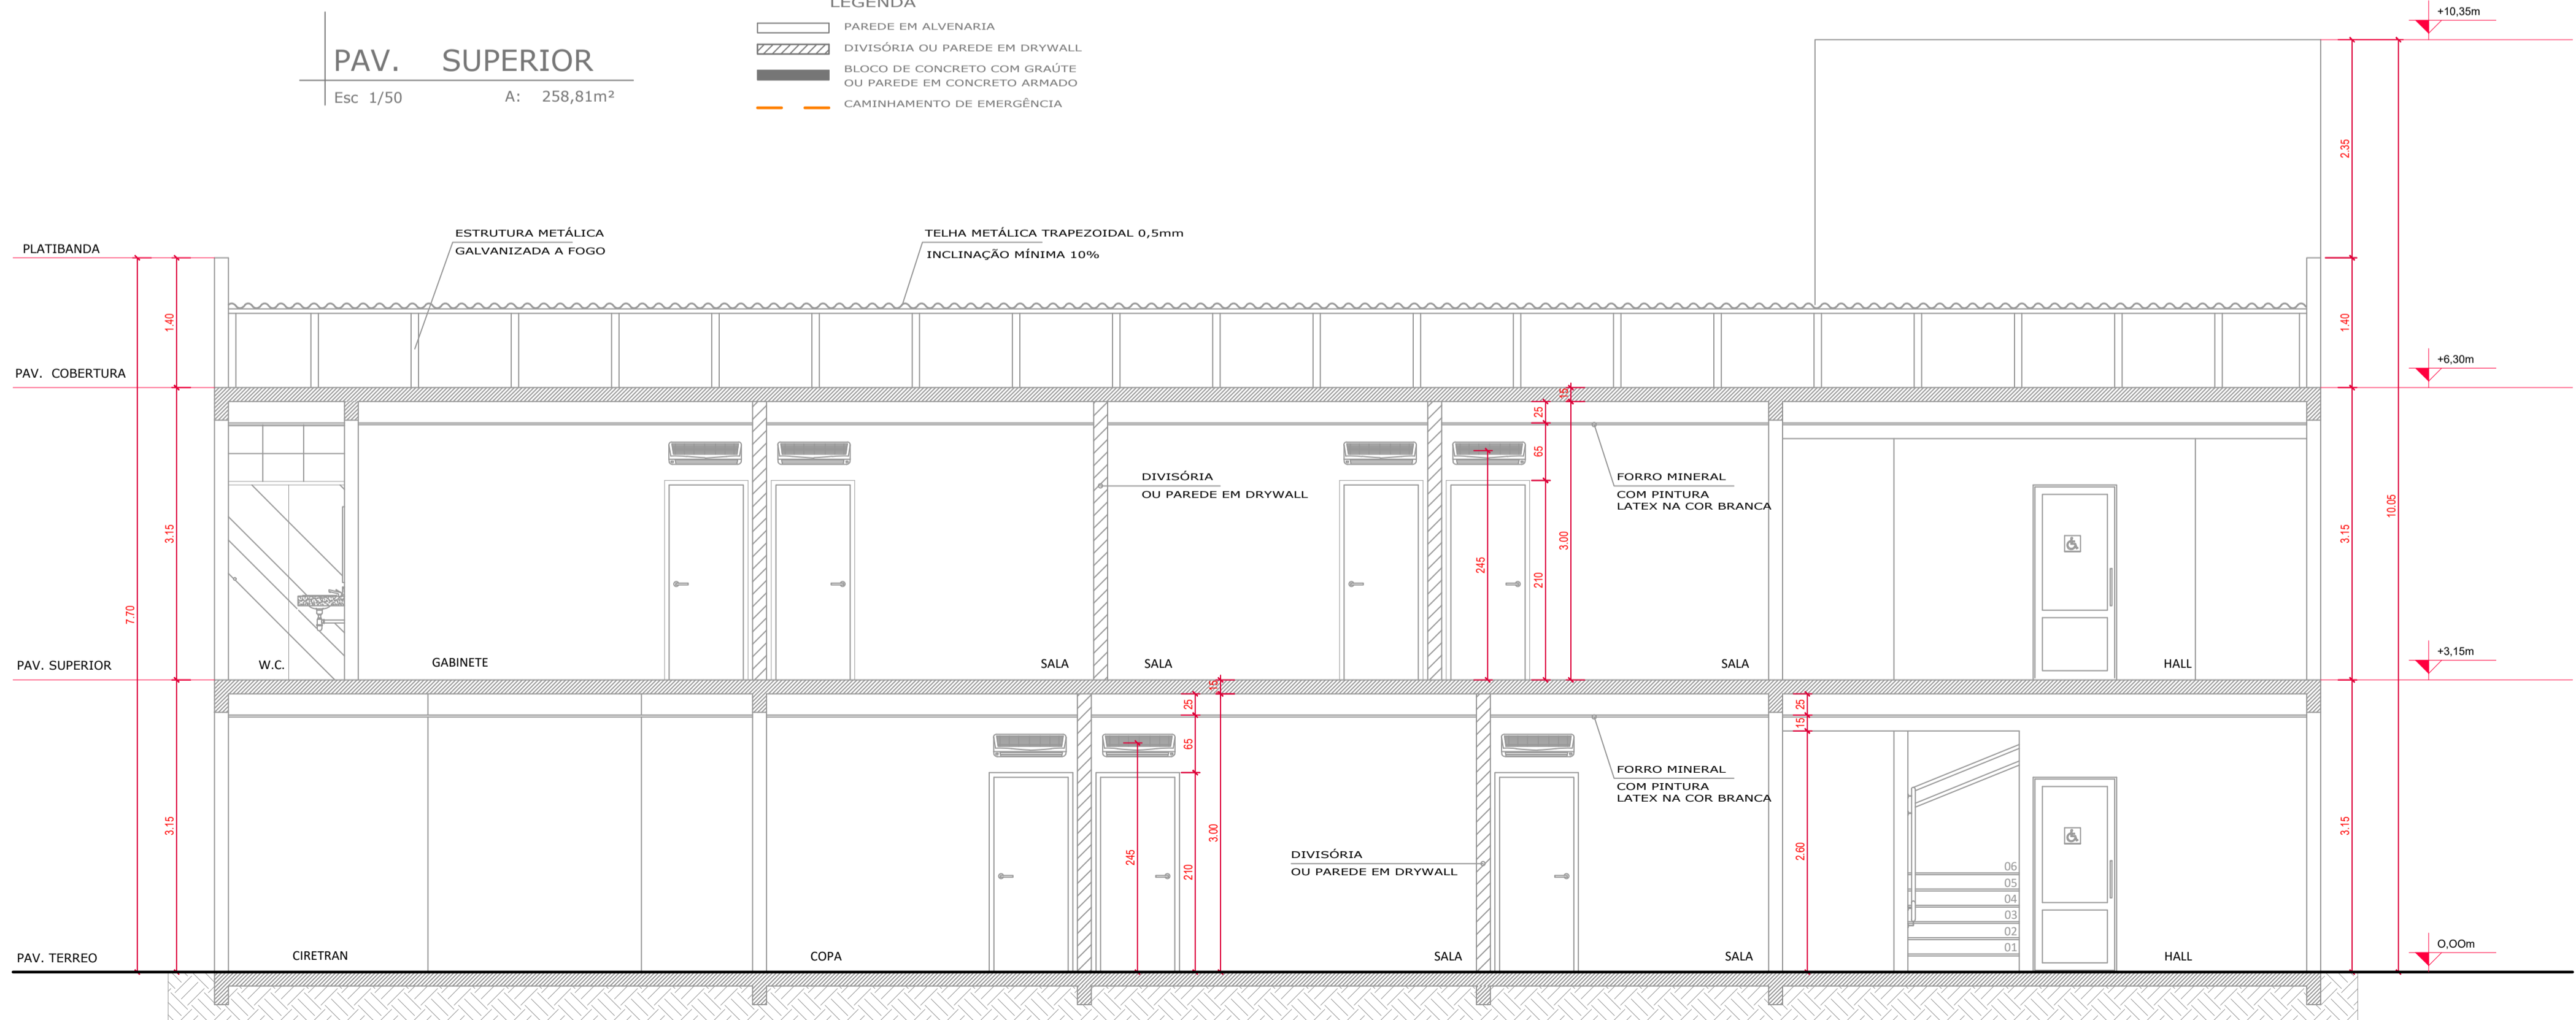 LEGENDA
PAREDE EM ALVENARIA
DIVISÓRIA OU PAREDE EM DRYWALL
BLOCO DE CONCRETO COM GRAÚTE
OU PAREDE EM CONCRETO ARMADO
CAMINHAMENTO DE EMERGÊNCIA
PAV. SUPERIOR
Esc 1/50 A: 258,81m²
+10,35m
2.35
PLATIBANDA
ESTRUTURA METÁLICA
GALVANIZADA A FOGO
TELHA METÁLICA TRAPEZOIDAL 0,5mm
INCLINAÇÃO MÍNIMA 10%
1.40
1.40
PAV. COBERTURA
+6,30m
15
25
65
DIVISÓRIA
OU PAREDE EM DRYWALL
FORRO MINERAL
COM PINTURA
LATEX NA COR BRANCA
10.05
3.15
3.00
3.15
245
210
7.70
PAV. SUPERIOR
W.C.
GABINETE
SALA
SALA
SALA
HALL
+3,15m
15
25
25
15
65
FORRO MINERAL
COM PINTURA
LATEX NA COR BRANCA
3.15
3.00
3.15
245
210
2.60
DIVISÓRIA
OU PAREDE EM DRYWALL
06
05
04
03
02
01
PAV. TERREO
CIRETRAN
COPA
SALA
SALA
HALL
O,OOm